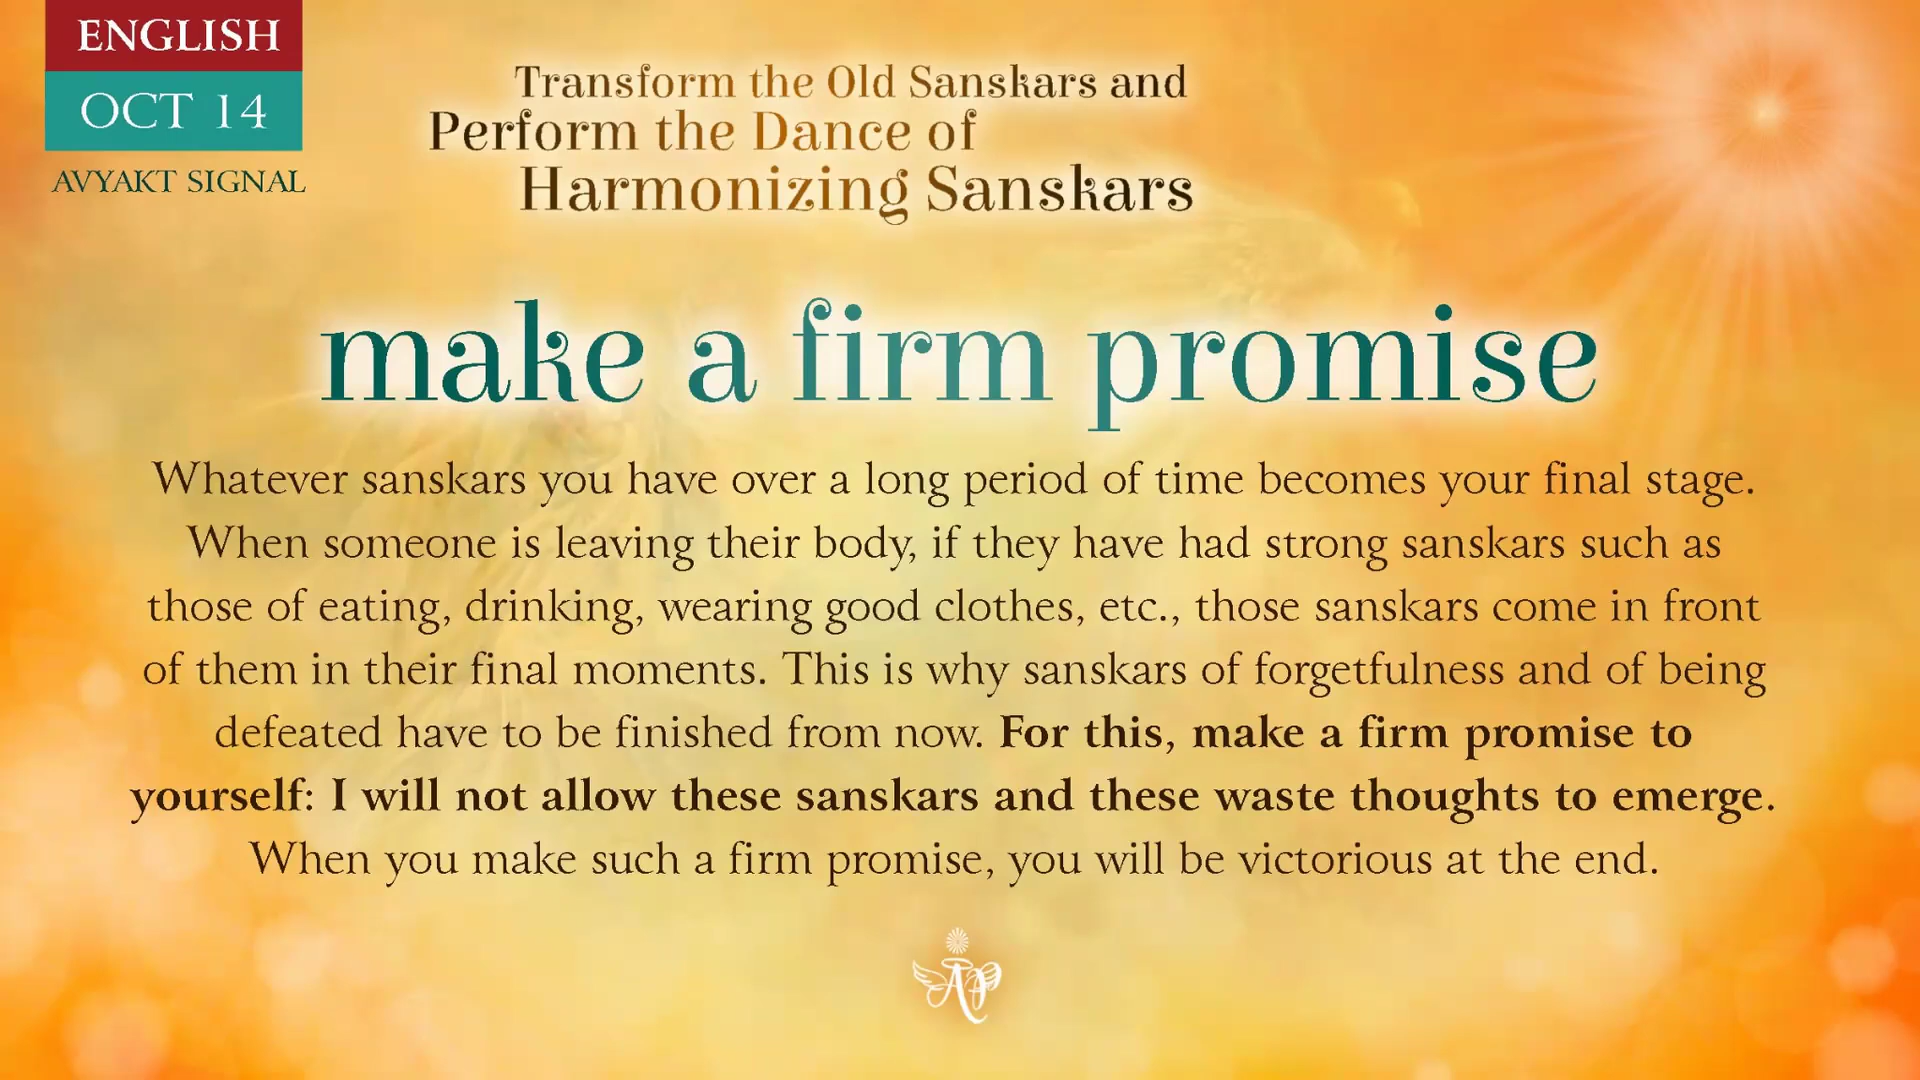 ENGLISH
OCT 14
AVYAKT SIGNAL
Transform the Old Sanskars and
Perform the Dance of
Harmonizing Sanskars
make a firm promise
Whatever sanskars you have over a long period of time becomes your final stage.
When someone is leaving their body, if they have had strong sanskars such as
those of eating, drinking, wearing good clothes, etc., those sanskars come in front
of them in their final moments. This is why sanskars of forgetfulness and of being
defeated have to be finished from now. For this, make a firm promise to
yourself: I will not allow these sanskars and these waste thoughts to emerge.
When you make such a firm promise, you will be victorious at the end.
AP